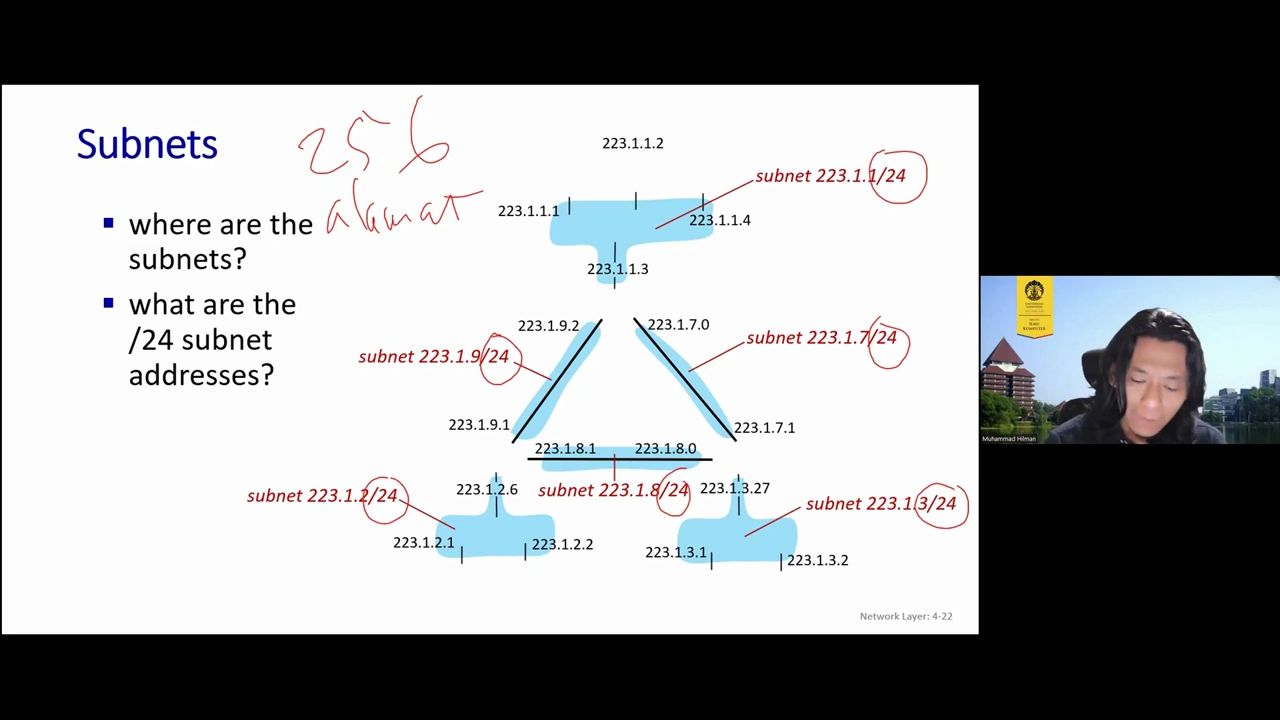 Subnets
256
alamat
where are the
subnets?
what are the
/24 subnet
addresses?
223.1.1.2
subnet 223.1.1/24
223.1.1.1
223.1.1.4
223.1.1.3
223.1.9.2
223.1.7.0
subnet 223.1.9/24
subnet 223.1.7/24
223.1.9.1
223.1.7.1
223.1.8.1
223.1.8.0
subnet 223.1.2/24
223.1.2.6
subnet 223.1.8/24
223.1.3.27
subnet 223.1.3/24
223.1.2.1
223.1.2.2
223.1.3.1
223.1.3.2
Network Layer: 4-22
ILMU
KOMPUTER
Muhammad Hilman